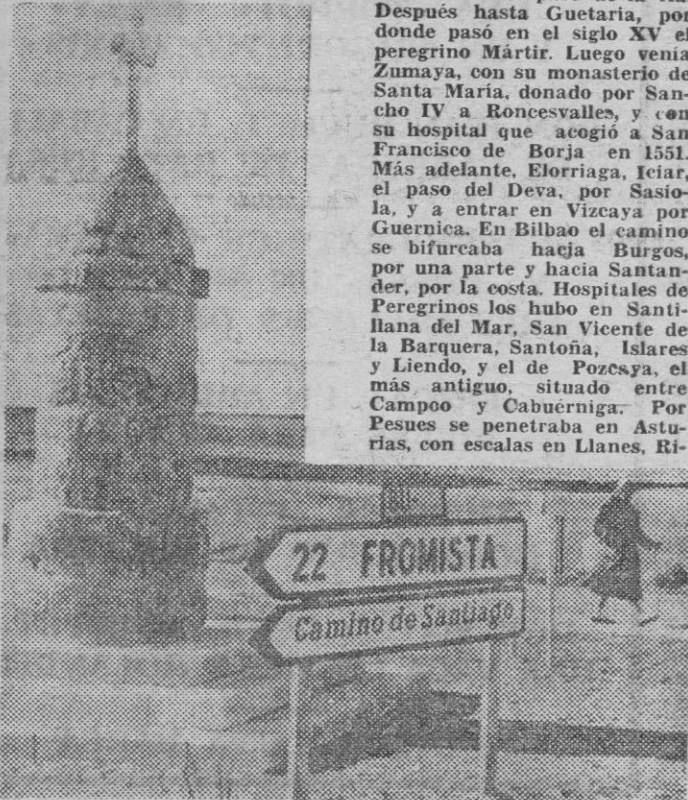 Después hasta Guetaria, por
donde pasó en el siglo XV el
peregrino Mártir. Luego venía
Zumaya, con su monasterio de
Santa María, donado por San-
cho IV a Roncesvalles, y con
su hospital que acogió a San
Francisco de Borja en 1551.
Más adelante, Elorriaga, Iciar,
el paso del Deva, por Sasio-
la, y a entrar en Vizcaya por
Guernica. En Bilbao el camino
se bifurcaba hacia Burgos,
por una parte y hacia Santan-
der, por la costa. Hospitales de
Peregrinos los hubo en Santi-
llana del Mar, San Vicente de
la Barquera, Santoña, Islares
y Liendo, y el de Pozcaya, el
más antiguo, situado entre
Campoo y Cabuérniga. Por
Pesues se penetraba en Astu-
rias, con escalas en Llanes, Ri-
BU-
22 FROMISTA
Camino de Santiago